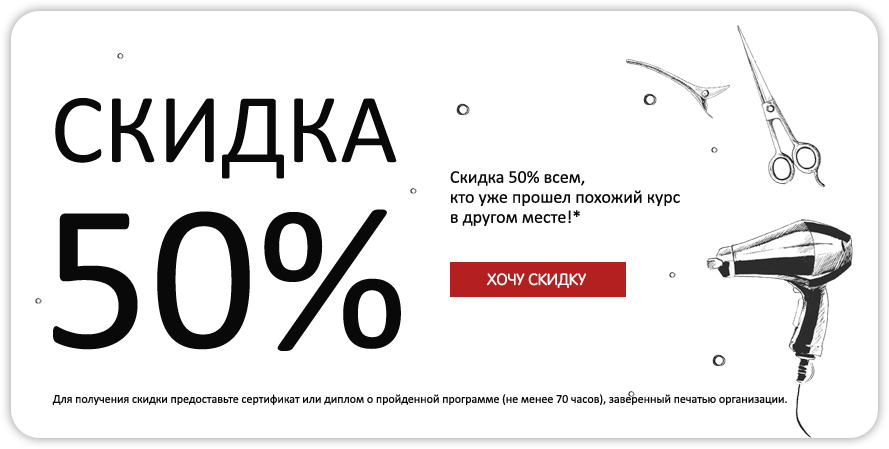 СКИДКА
50%
Скидка 50% всем,
кто уже прошел похожий курс
в другом месте!*
ХОЧУ СКИДКУ
Для получения скидки предоставьте сертификат или диплом о пройденной программе (не менее 70 часов), заверенный печатью организации.